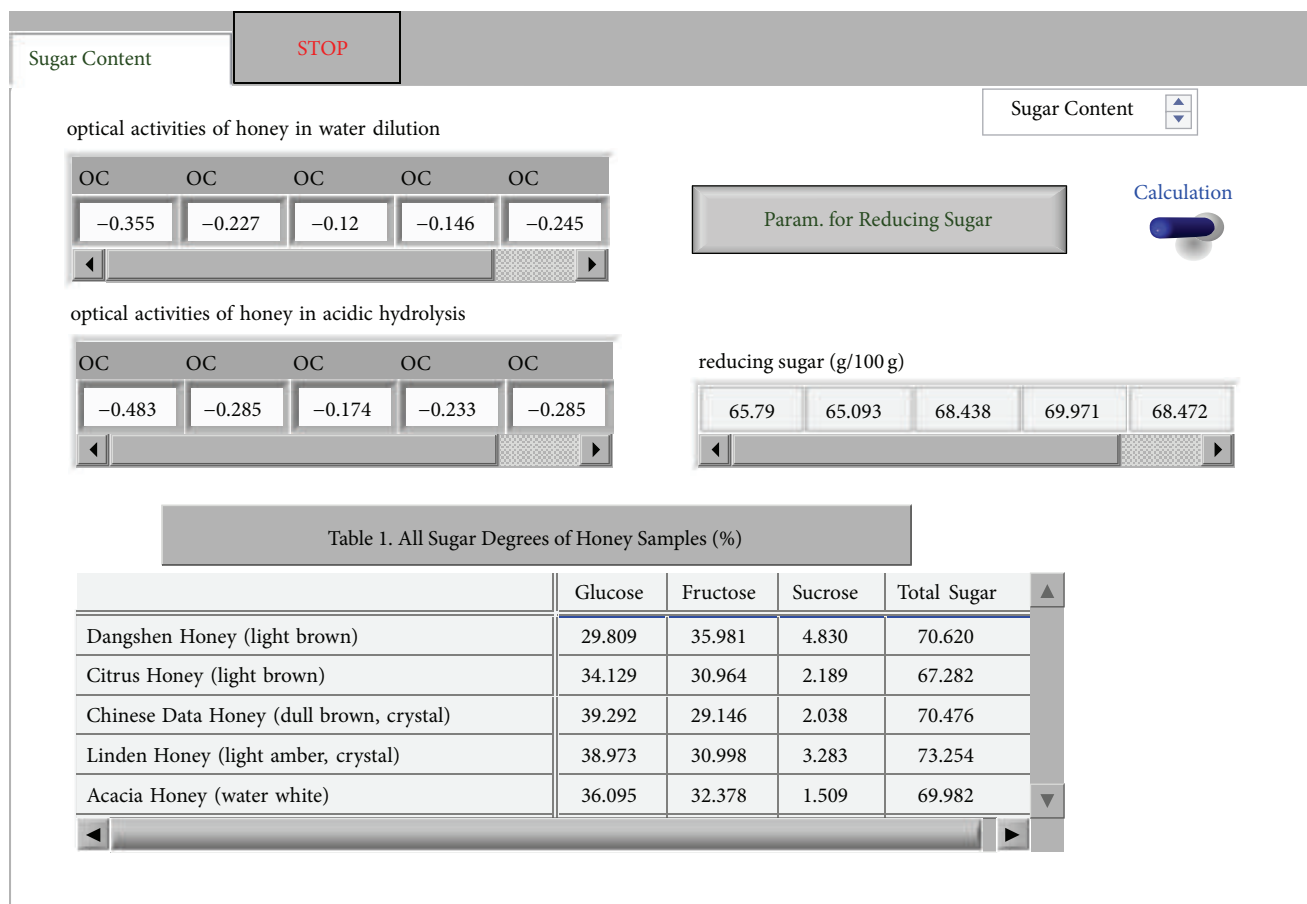 Sugar Content
STOP
Sugar Content
optical activities of honey in water dilution
OC OC OC OC OC
−0.355 −0.227 −0.12 −0.146 −0.245
Param. for Reducing Sugar
Calculation
optical activities of honey in acidic hydrolysis
OC OC OC OC OC
−0.483 −0.285 −0.174 −0.233 −0.285
reducing sugar (g/100 g)
65.79 65.093 68.438 69.971 68.472
Table 1. All Sugar Degrees of Honey Samples (%)
Glucose Fructose Sucrose Total Sugar
Dangshen Honey (light brown) 29.809 35.981 4.830 70.620
Citrus Honey (light brown) 34.129 30.964 2.189 67.282
Chinese Data Honey (dull brown, crystal) 39.292 29.146 2.038 70.476
Linden Honey (light amber, crystal) 38.973 30.998 3.283 73.254
Acacia Honey (water white) 36.095 32.378 1.509 69.982